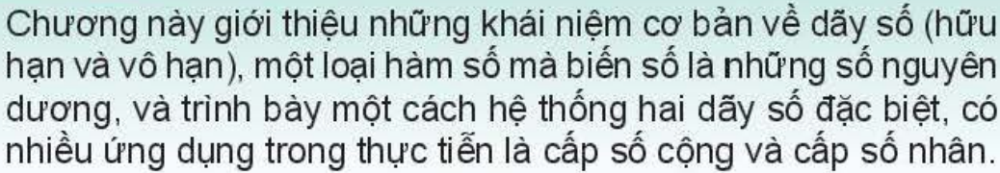 Chương này giới thiệu những khái niệm cơ bản về dãy số (hữu
hạn và vô hạn), một loại hàm số mà biến số là những số nguyên
dương, và trình bày một cách hệ thống hai dãy số đặc biệt, có
nhiều ứng dụng trong thực tiễn là cấp số cộng và cấp số nhân.